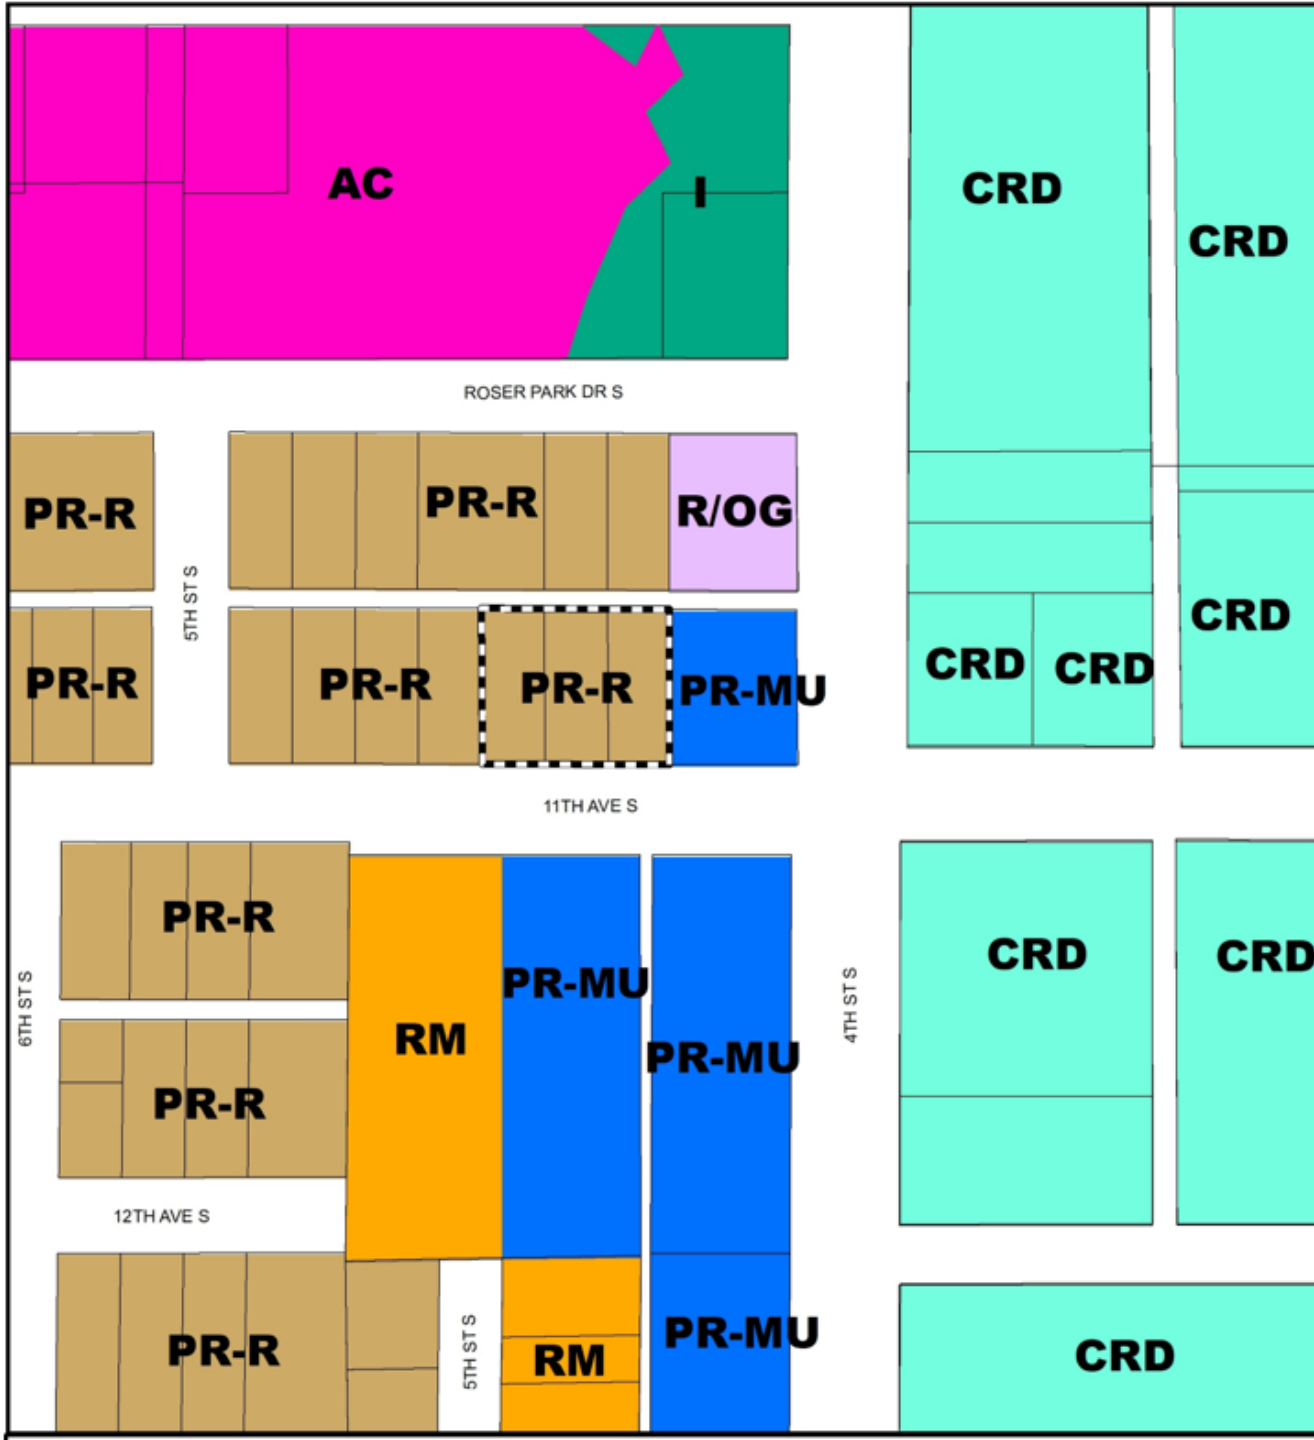 AC
I
CRD
CRD
ROSER PARK DR S
PR-R
PR-R
R/OG
5TH ST S
PR-R
PR-R
PR-R
PR-MU
CRD
CRD
CRD
11TH AVE S
PR-R
PR-MU
CRD
CRD
6TH ST S
RM
PR-MU
4TH ST S
PR-R
12TH AVE S
PR-R
5TH ST S
RM
PR-MU
CRD